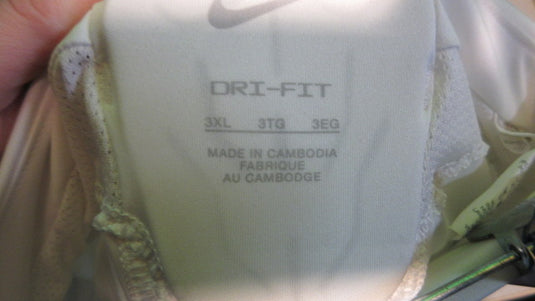 DRI-FIT
3XL 3TG 3EG
MADE IN CAMBODIA
FABRIQUE
AU CAMBODGE